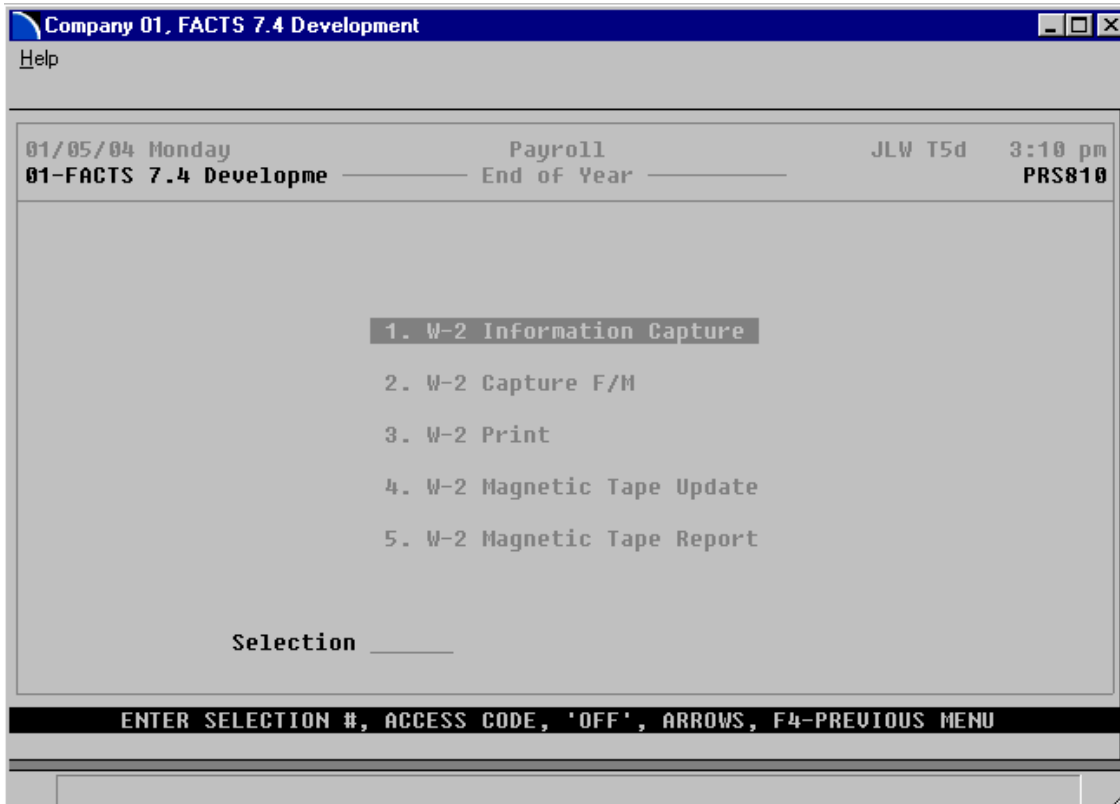 Company 01, FACTS 7.4 Development
Help
01/05/04 Monday Payroll JLW T5d 3:10 pm
01-FACTS 7.4 Developme End of Year PRS810
1. W-2 Information Capture
2. W-2 Capture F/M
3. W-2 Print
4. W-2 Magnetic Tape Update
5. W-2 Magnetic Tape Report
Selection ______
ENTER SELECTION #, ACCESS CODE, 'OFF', ARROWS, F4-PREVIOUS MENU